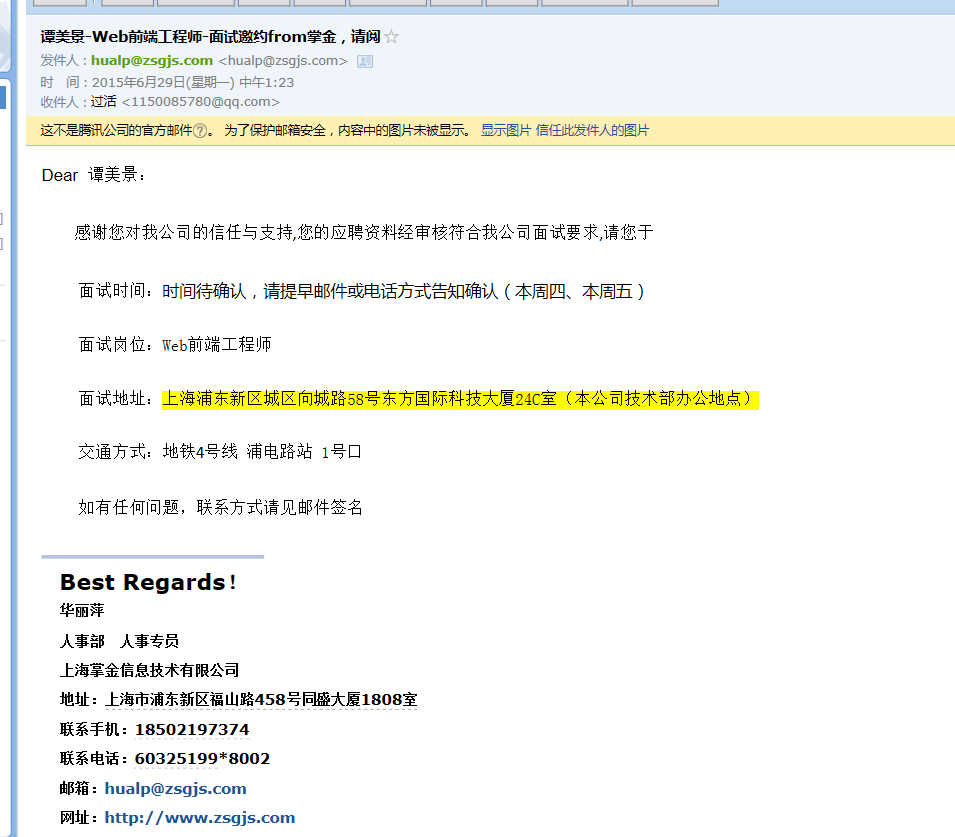 谭美景-Web前端工程师-面试邀约from掌金，请阅
发件人：hualp@zsgjs.com <hualp@zsgjs.com>
时 间：2015年6月29日(星期一) 中午1:23
收件人：过活 <1150085780@qq.com>
这不是腾讯公司的官方邮件?。 为了保护邮箱安全，内容中的图片未被显示。 显示图片 信任此发件人的图片
Dear 谭美景：
感谢您对我公司的信任与支持,您的应聘资料经审核符合我公司面试要求,请您于
面试时间：时间待确认，请提早邮件或电话方式告知确认（本周四、本周五）
面试岗位：Web前端工程师
面试地址：上海浦东新区城区向城路58号东方国际科技大厦24C室（本公司技术部办公地点）
交通方式：地铁4号线 浦电路站 1号口
如有任何问题，联系方式请见邮件签名
Best Regards！
华丽萍
人事部 人事专员
上海掌金信息技术有限公司
地址：上海市浦东新区福山路458号同盛大厦1808室
联系手机：18502197374
联系电话：60325199*8002
邮箱：hualp@zsgjs.com
网址：http://www.zsgjs.com